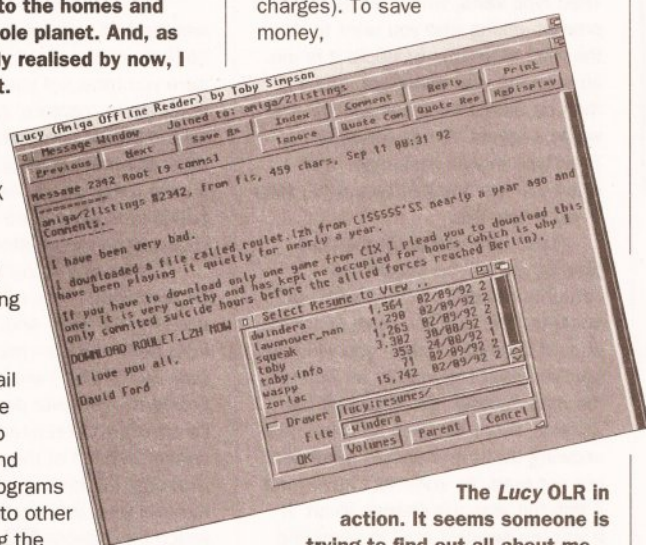 to the homes and
ole planet. And, as
ly realised by now, I
t.
charges). To save
money,
Lucy (Amiga Offline Reader) by Toby Simpson
Message Window Joined to: amiga/2listings
Previous Next Save As Index Comment Reply Print
Ignore Quote Com Quote Rep ReDisplay
Message 2342 Root [9 comms]
amiga/2listings #2342, from fis, 459 chars, Sep 11 08:31 92
Comments.
I have been very bad.
I downloaded a file called roulet.lzh from nearly a year ago and
have been playing it quietly for nearly a year.
If you have to download only one game from CIX I plead you to download this
one. It is very worthy and has kept me occupied for hours (which is why I
only commited suicide hours before the allied forces reached Berlin).
DOWNLOAD ROULET.LZH NOW
I love you all,
David Ford
Select Resume to View ..
dwindera 1,564 02/09/92 2
lawnmower_man 1,290 02/09/92 2
squeak 1,265 02/09/92 2
toby 3,382 30/08/92 1
toby.info 353 24/08/92 1
waspy 71 02/09/92 2
zorlac 15,742 02/09/92 2
Drawer lucy:resumes/
File windera
OK Volumes Parent Cancel
X
ng
ail
e
o
nd
ograms
to other
g the
The Lucy OLR in
action. It seems someone is
trying to find out all about me